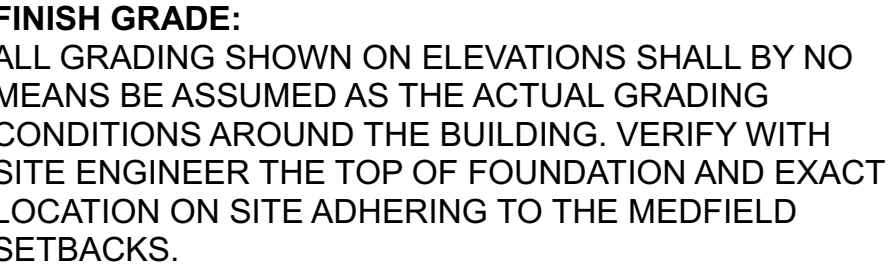 FINISH GRADE:
ALL GRADING SHOWN ON ELEVATIONS SHALL BY NO
MEANS BE ASSUMED AS THE ACTUAL GRADING
CONDITIONS AROUND THE BUILDING. VERIFY WITH
SITE ENGINEER THE TOP OF FOUNDATION AND EXACT
LOCATION ON SITE ADHERING TO THE MEDFIELD
SETBACKS.